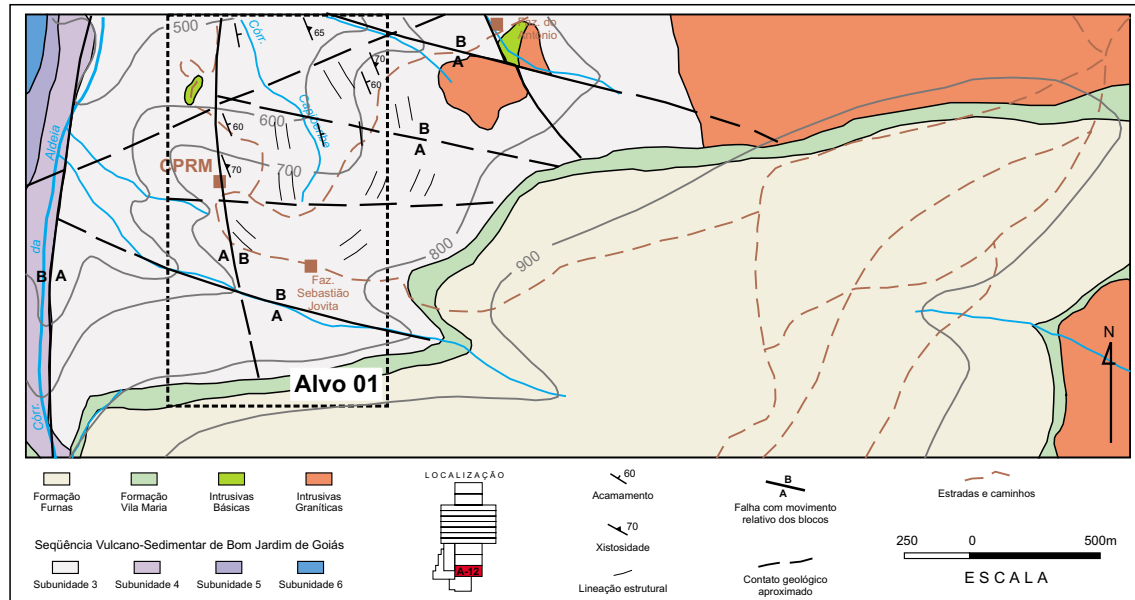 500
Córr.
65
B
A
Faz. do
Antônio
70
60
Capiberibe
Aldeia
600
60
B
A
CPRM
70
700
da
800
900
B A
A B
B
A
Faz.
Sebastião
Jovita
N
Alvo 01
Córr.
Formação
Furnas
Formação
Vila Maria
Intrusivas
Básicas
Intrusivas
Graníticas
Seqüência Vulcano-Sedimentar de Bom Jardim de Goiás
Subunidade 3
Subunidade 4
Subunidade 5
Subunidade 6
LOCALIZAÇÃO
A-12
60
Acamamento
70
Xistosidade
Lineação estrutural
B
A
Falha com movimento
relativo dos blocos
Contato geológico
aproximado
Estradas e caminhos
250 0 500m
ESCALA